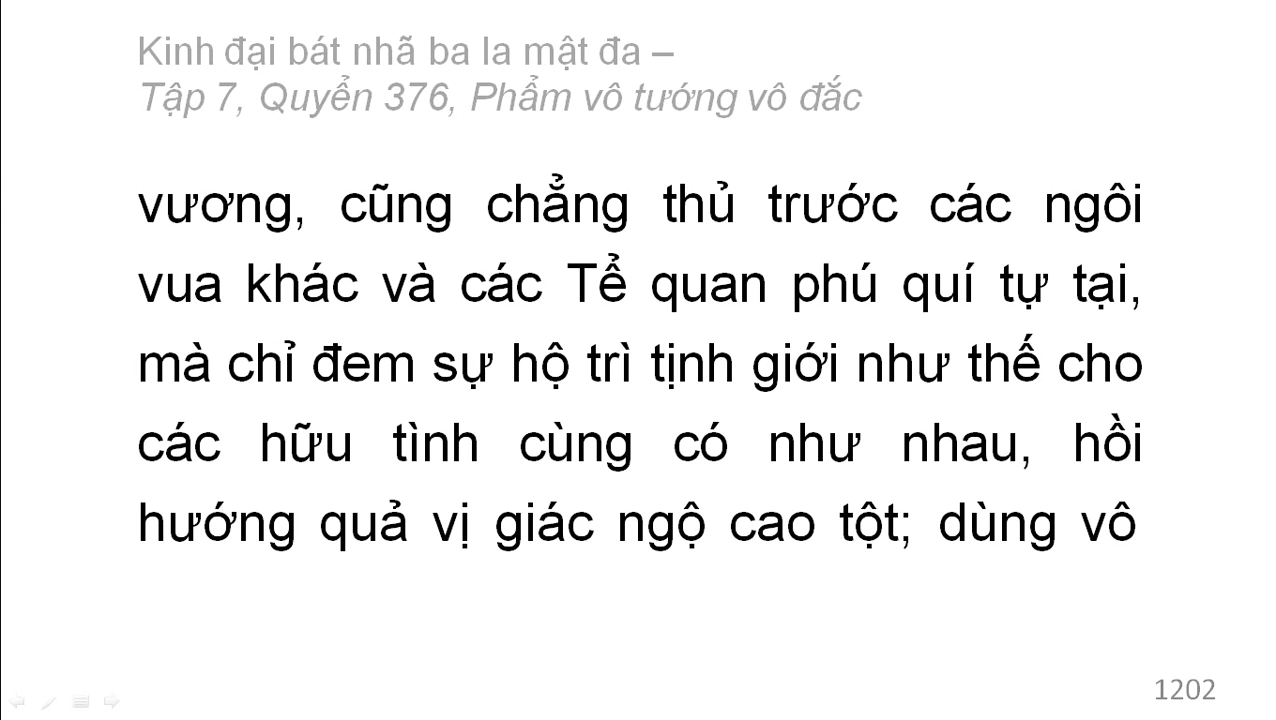 Kinh đại bát nhã ba la mật đa –
Tập 7, Quyển 376, Phẩm vô tướng vô đắc
vương, cũng chẳng thủ trước các ngôi
vua khác và các Tể quan phú quí tự tại,
mà chỉ đem sự hộ trì tịnh giới như thế cho
các hữu tình cùng có như nhau, hồi
hướng quả vị giác ngộ cao tột; dùng vô
1202